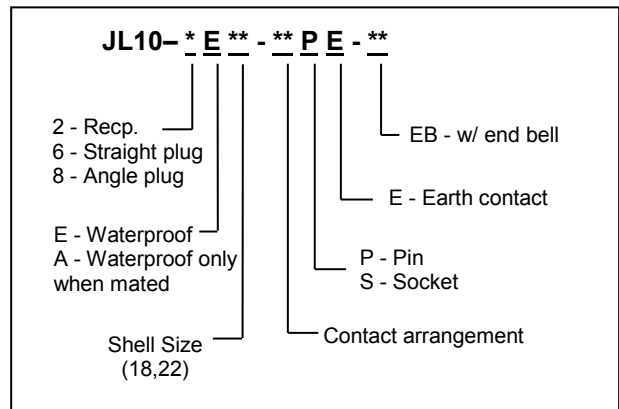 JL10– * E ** - ** P E - **
2 - Recp.
6 - Straight plug
8 - Angle plug
EB - w/ end bell
E - Earth contact
E - Waterproof
A - Waterproof only
when mated
P - Pin
S - Socket
Shell Size
(18,22)
Contact arrangement